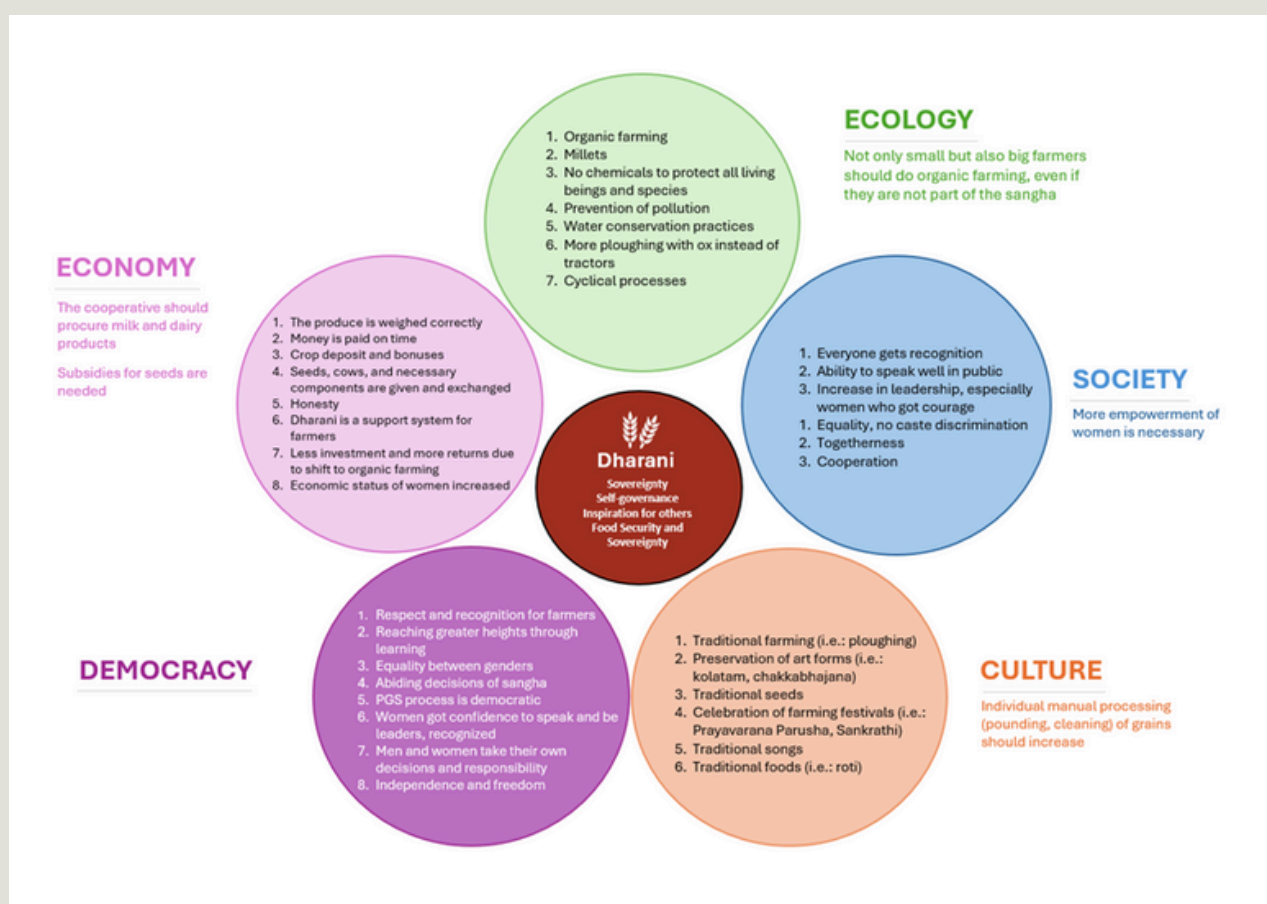 ECOLOGY
Not only small but also big farmers
should do organic farming, even if
they are not part of the sangha
1. Organic farming
2. Millets
3. No chemicals to protect all living
beings and species
4. Prevention of pollution
5. Water conservation practices
6. More ploughing with ox instead of
tractors
7. Cyclical processes
ECONOMY
The cooperative should
procure milk and dairy
products
Subsidies for seeds are
needed
1. The produce is weighed correctly
2. Money is paid on time
3. Crop deposit and bonuses
4. Seeds, cows, and necessary
components are given and exchanged
5. Honesty
6. Dharani is a support system for
farmers
7. Less investment and more returns due
to shift to organic farming
8. Economic status of women increased
1. Everyone gets recognition
2. Ability to speak well in public
3. Increase in leadership, especially
women who got courage
1. Equality, no caste discrimination
2. Togetherness
3. Cooperation
SOCIETY
More empowerment of
women is necessary
Dharani
Sovereignty
Self-governance
Inspiration for others
Food Security and
Sovereignty
DEMOCRACY
1. Respect and recognition for farmers
2. Reaching greater heights through
learning
3. Equality between genders
4. Abiding decisions of sangha
5. PGS process is democratic
6. Women got confidence to speak and be
leaders, recognized
7. Men and women take their own
decisions and responsibility
8. Independence and freedom
1. Traditional farming (i.e.: ploughing)
2. Preservation of art forms (i.e.:
kolatam, chakkabhajana)
3. Traditional seeds
4. Celebration of farming festivals (i.e.:
Prayavarana Parusha, Sankrathi)
5. Traditional songs
6. Traditional foods (i.e.: roti)
CULTURE
Individual manual processing
(pounding, cleaning) of grains
should increase